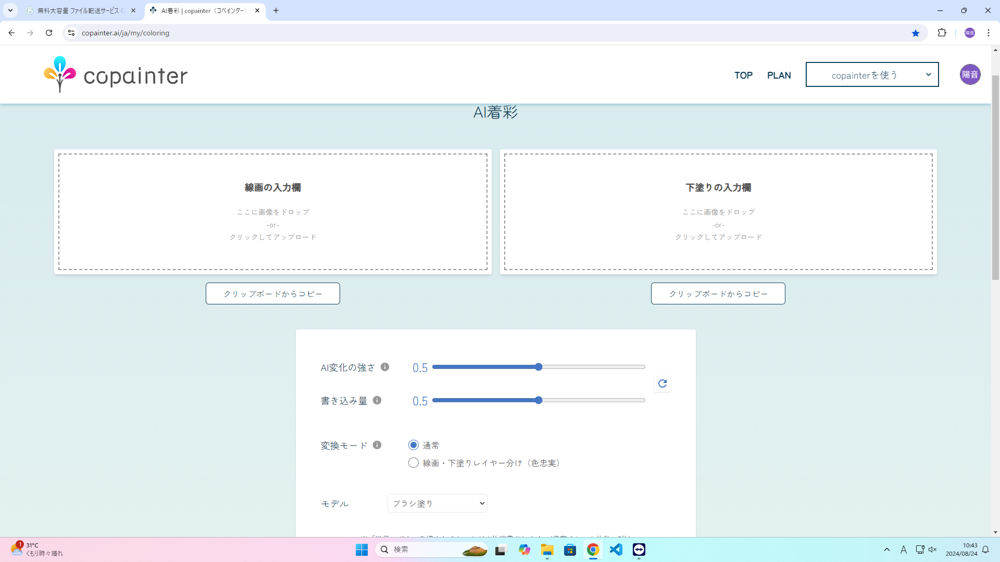 無料大容量 ファイル転送サービス G
AI着彩 | copainter（コペインター）
copainter.ai/ja/my/coloring
陽音
copainter
TOP
PLAN
copainterを使う
陽音
AI着彩
線画の入力欄
ここに画像をドロップ
-or-
クリックしてアップロード
クリップボードからコピー
下塗りの入力欄
ここに画像をドロップ
-or-
クリックしてアップロード
クリップボードからコピー
AI変化の強さ
0.5
書き込み量
0.5
変換モード
通常
線画・下塗りレイヤー分け（色忠実）
モデル
ブラシ塗り
1
31°C
くもり時々晴れ
検索
A
10:43
2024/08/24